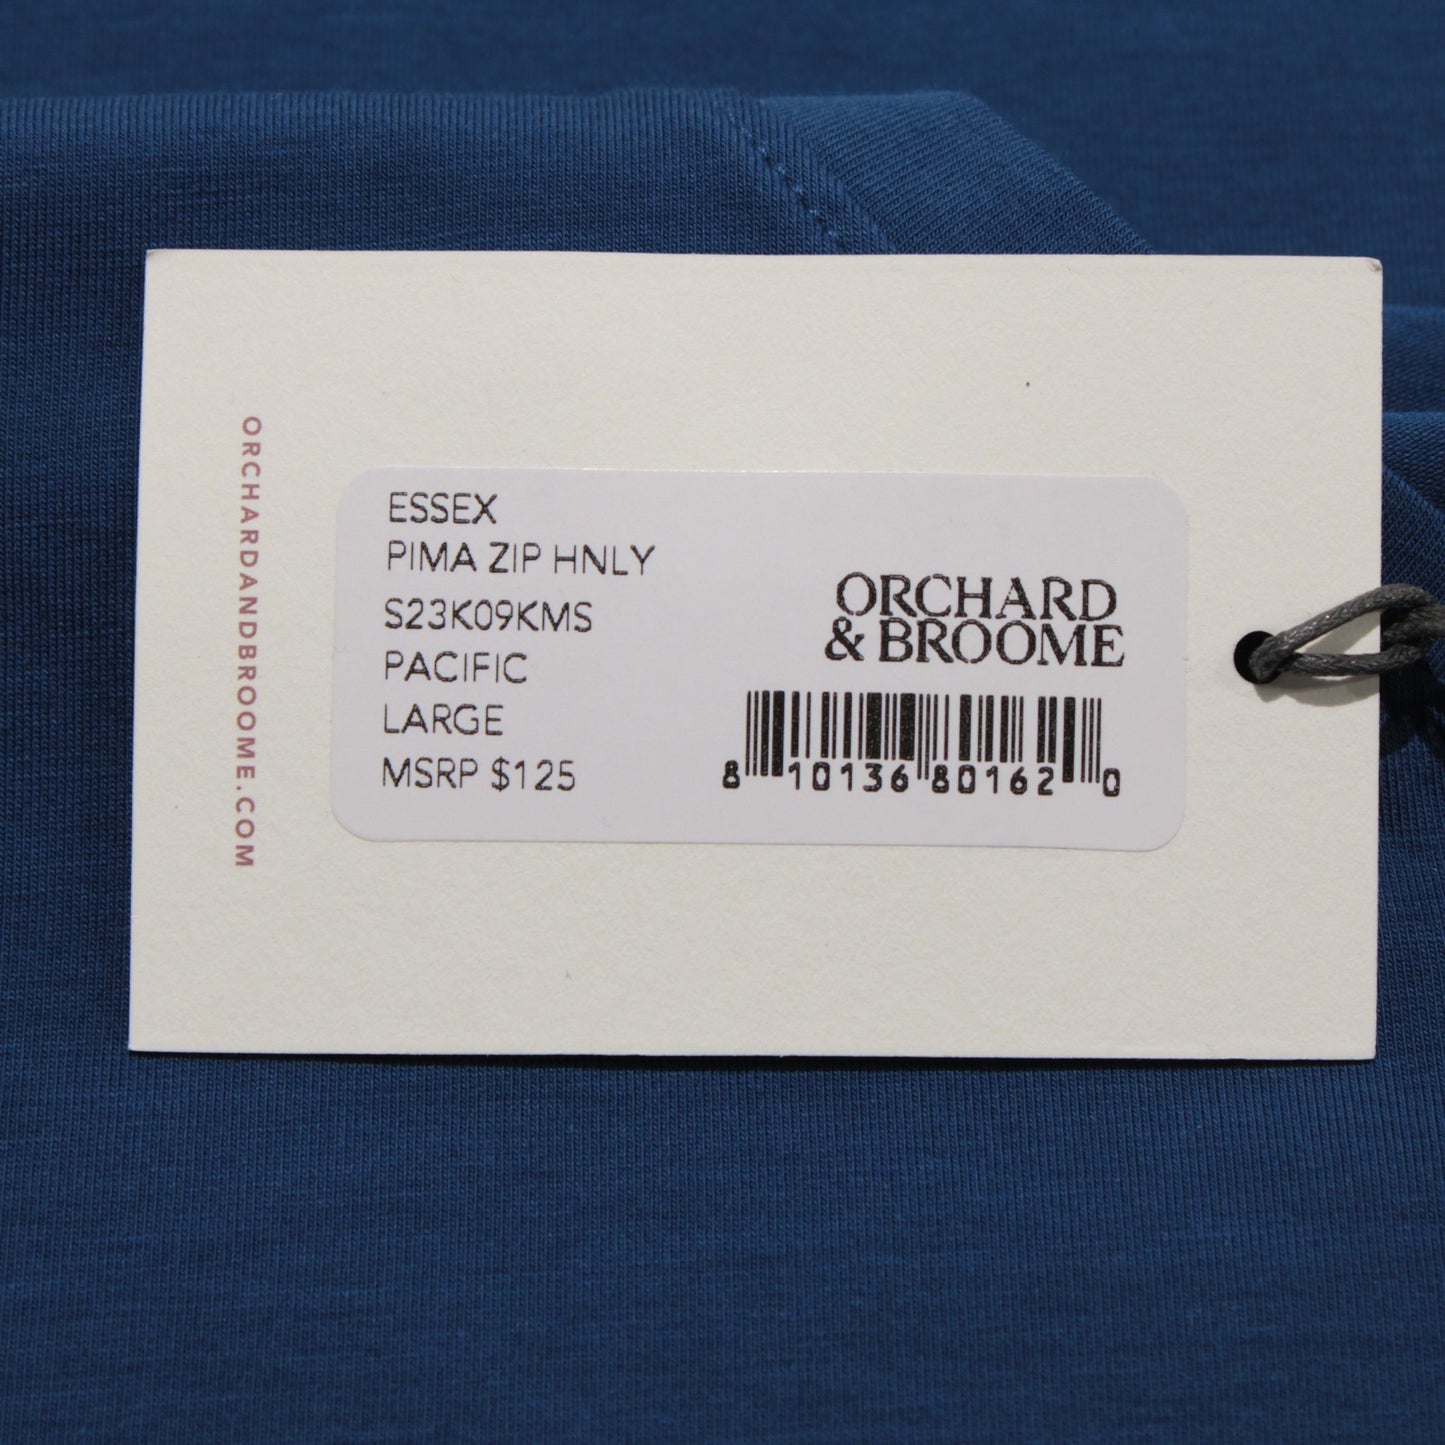 ORCHARDANDBROOME.COM
ESSEX
PIMA ZIP HNLY
S23K09KMS
PACIFIC
LARGE
MSRP $125
ORCHARD
& BROOME
8 10136 80162 0